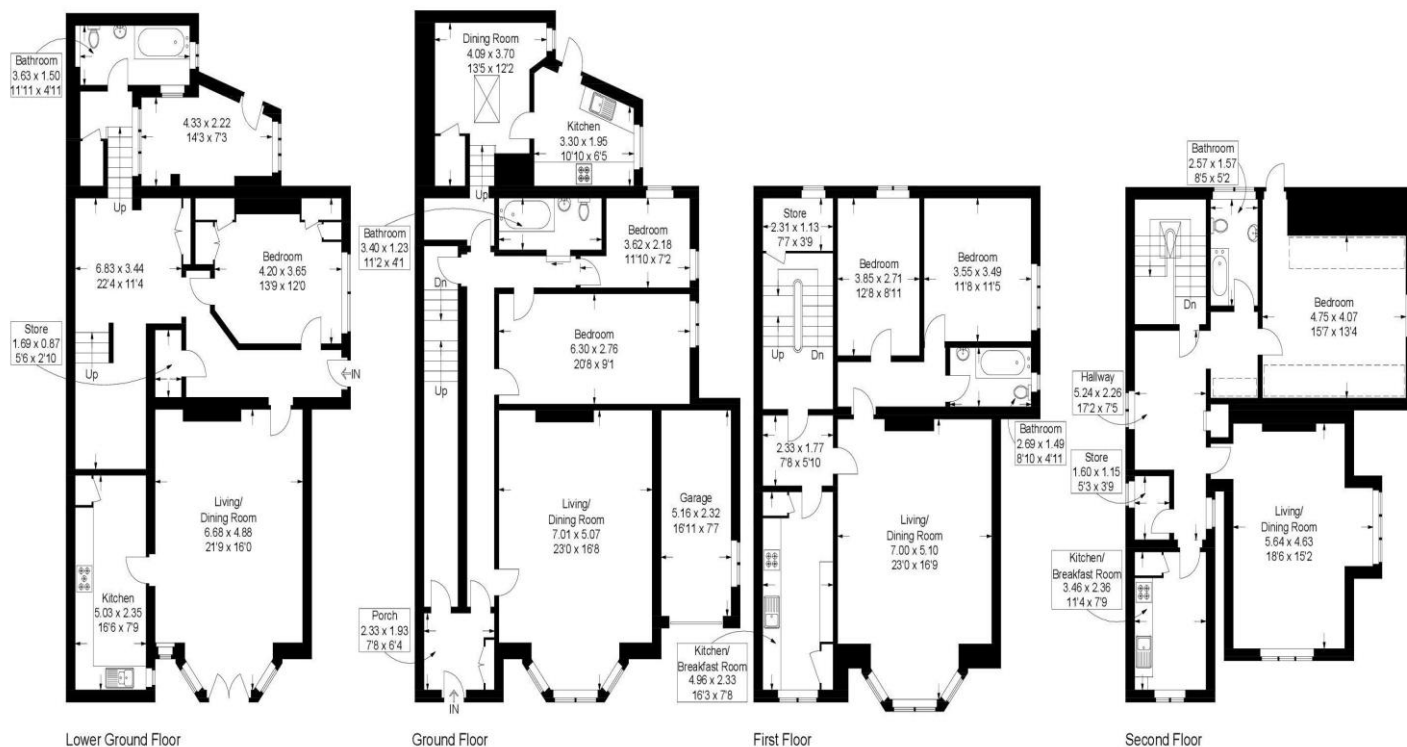 Bathroom
3.63 x 1.50
11'11 x 4'11
4.33 x 2.22
14'3 x 7'3
Up
6.83 x 3.44
22'4 x 11'4
Bedroom
4.20 x 3.65
13'9 x 12'0
Store
1.69 x 0.87
5'6 x 2'10
Up
IN
Living/
Dining Room
6.68 x 4.88
21'9 x 16'0
Kitchen
5.03 x 2.35
16'6 x 7'9
Lower Ground Floor
Dining Room
4.09 x 3.70
13'5 x 12'2
Kitchen
3.30 x 1.95
10'10 x 6'5
Up
Bathroom
3.40 x 1.23
11'2 x 4'1
Bedroom
3.62 x 2.18
11'10 x 7'2
Dn
Up
Bedroom
6.30 x 2.76
20'8 x 9'1
Living/
Dining Room
7.01 x 5.07
23'0 x 16'8
Garage
5.16 x 2.32
16'11 x 7'7
Porch
2.33 x 1.93
7'8 x 6'4
IN
Ground Floor
Store
2.31 x 1.13
7'7 x 3'9
Bedroom
3.85 x 2.71
12'8 x 8'11
Bedroom
3.55 x 3.49
11'8 x 11'5
Up
Dn
Bathroom
2.69 x 1.49
8'10 x 4'11
2.33 x 1.77
7'8 x 5'10
Living/
Dining Room
7.00 x 5.10
23'0 x 16'9
Kitchen/
Breakfast Room
4.96 x 2.33
16'3 x 7'8
First Floor
Bathroom
2.57 x 1.57
8'5 x 5'2
Dn
Bedroom
4.75 x 4.07
15'7 x 13'4
Hallway
5.24 x 2.26
17'2 x 7'5
Store
1.60 x 1.15
5'3 x 3'9
Living/
Dining Room
5.64 x 4.63
18'6 x 15'2
Kitchen/
Breakfast Room
3.46 x 2.36
11'4 x 7'9
Second Floor